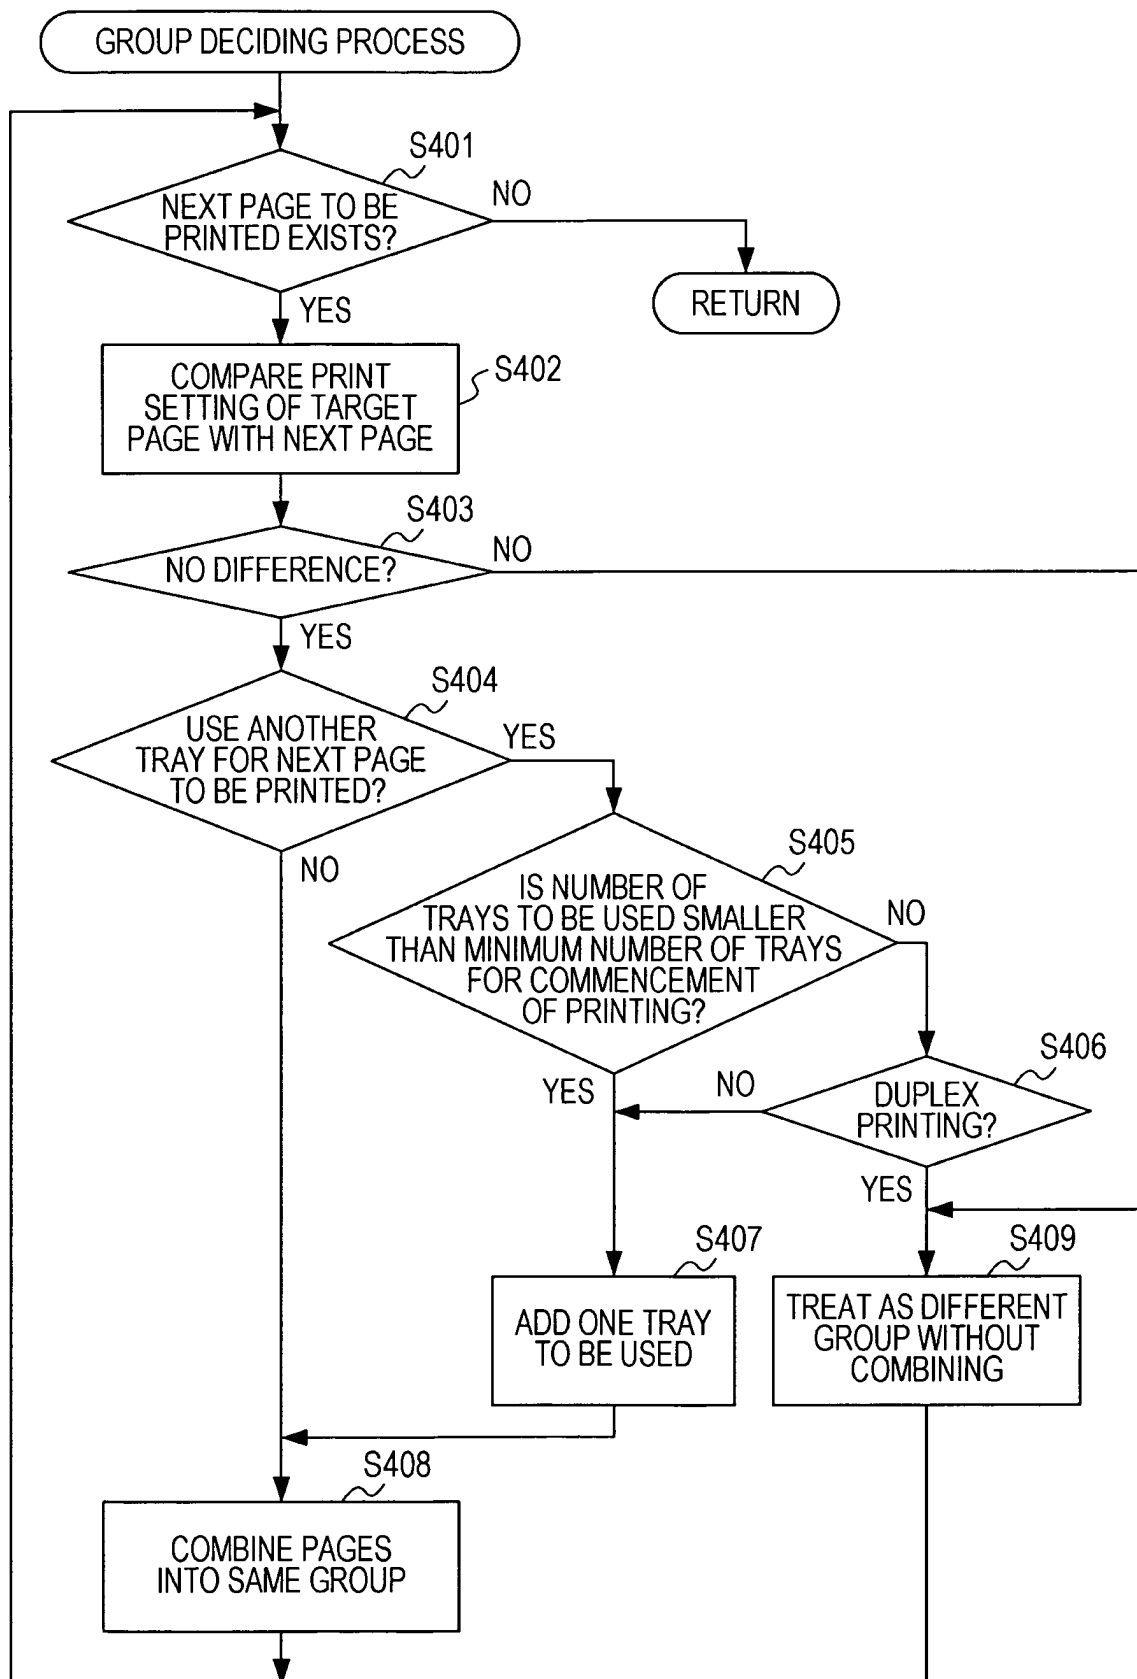 GROUP DECIDING PROCESS
S401
NEXT PAGE TO BE
PRINTED EXISTS?
NO
RETURN
YES
S402
COMPARE PRINT
SETTING OF TARGET
PAGE WITH NEXT PAGE
S403
NO DIFFERENCE?
NO
YES
S404
USE ANOTHER
TRAY FOR NEXT PAGE
TO BE PRINTED?
YES
NO
S405
IS NUMBER OF
TRAYS TO BE USED SMALLER
THAN MINIMUM NUMBER OF TRAYS
FOR COMMENCEMENT
OF PRINTING?
NO
YES
S406
DUPLEX
PRINTING?
NO
YES
S407
ADD ONE TRAY
TO BE USED
S409
TREAT AS DIFFERENT
GROUP WITHOUT
COMBINING
S408
COMBINE PAGES
INTO SAME GROUP